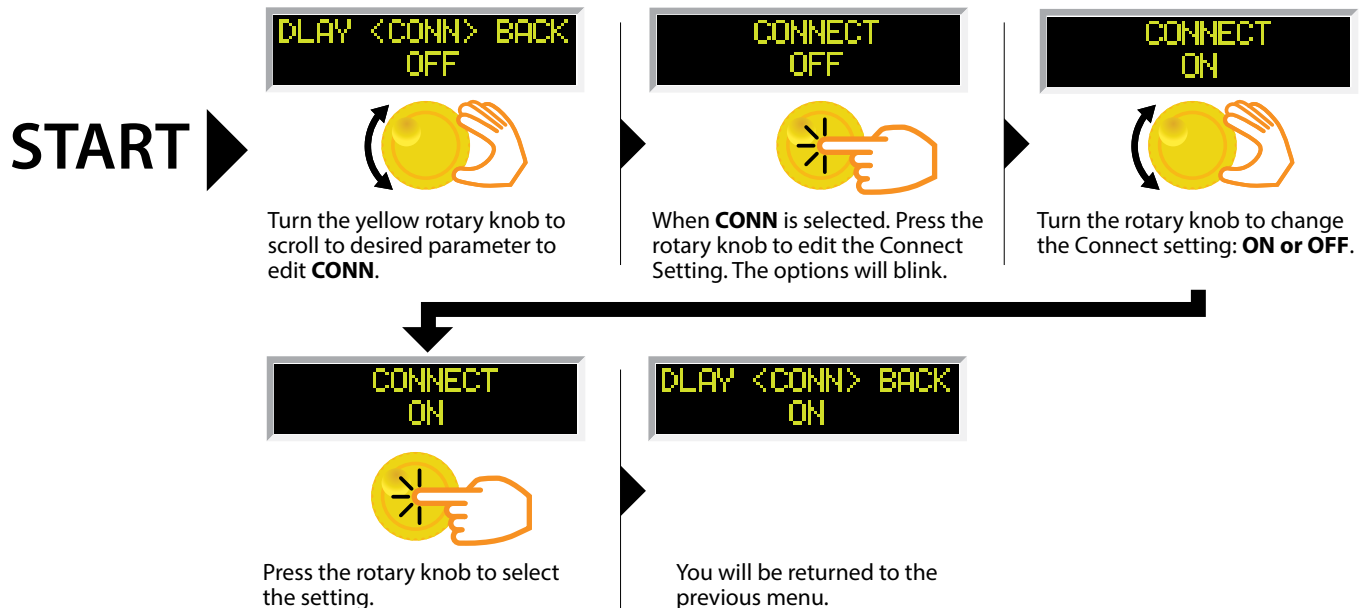 START
DLAY <CONN> BACK
OFF
Turn the yellow rotary knob to
scroll to desired parameter to
edit CONN.
CONNECT
OFF
When CONN is selected. Press the
rotary knob to edit the Connect
Setting. The options will blink.
CONNECT
ON
Turn the rotary knob to change
the Connect setting: ON or OFF.
CONNECT
ON
Press the rotary knob to select
the setting.
DLAY <CONN> BACK
ON
You will be returned to the
previous menu.